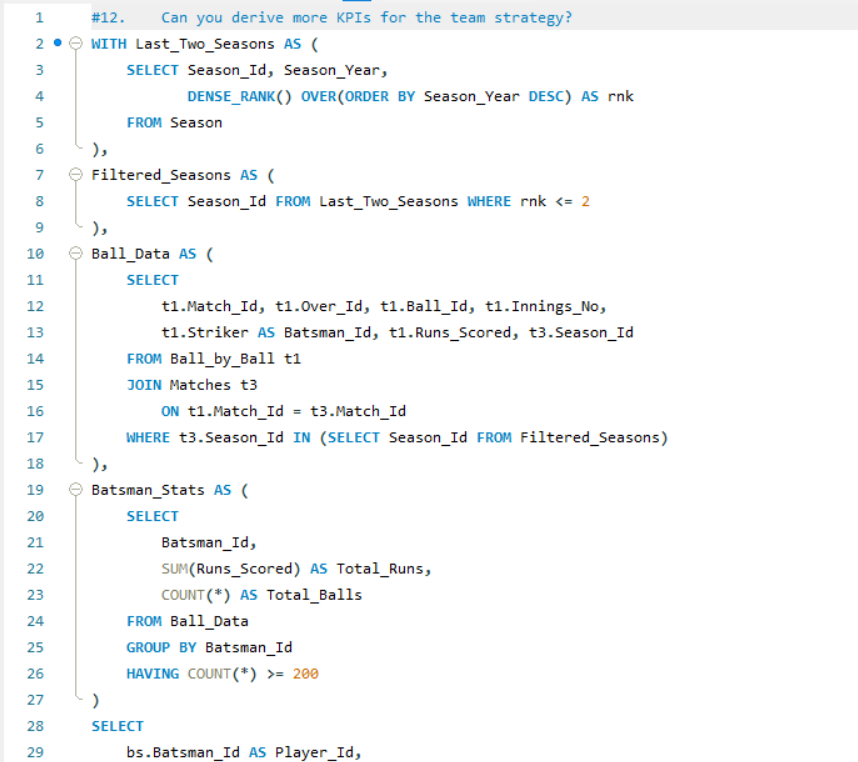 1 #12. Can you derive more KPIs for the team strategy?
2 WITH Last_Two_Seasons AS (
3 SELECT Season_Id, Season_Year,
4 DENSE_RANK() OVER(ORDER BY Season_Year DESC) AS rnk
5 FROM Season
6 ),
7 Filtered_Seasons AS (
8 SELECT Season_Id FROM Last_Two_Seasons WHERE rnk <= 2
9 ),
10 Ball_Data AS (
11 SELECT
12 t1.Match_Id, t1.Over_Id, t1.Ball_Id, t1.Innings_No,
13 t1.Striker AS Batsman_Id, t1.Runs_Scored, t3.Season_Id
14 FROM Ball_by_Ball t1
15 JOIN Matches t3
16 ON t1.Match_Id = t3.Match_Id
17 WHERE t3.Season_Id IN (SELECT Season_Id FROM Filtered_Seasons)
18 ),
19 Batsman_Stats AS (
20 SELECT
21 Batsman_Id,
22 SUM(Runs_Scored) AS Total_Runs,
23 COUNT(*) AS Total_Balls
24 FROM Ball_Data
25 GROUP BY Batsman_Id
26 HAVING COUNT(*) >= 200
27 )
28 SELECT
29 bs.Batsman_Id AS Player_Id,